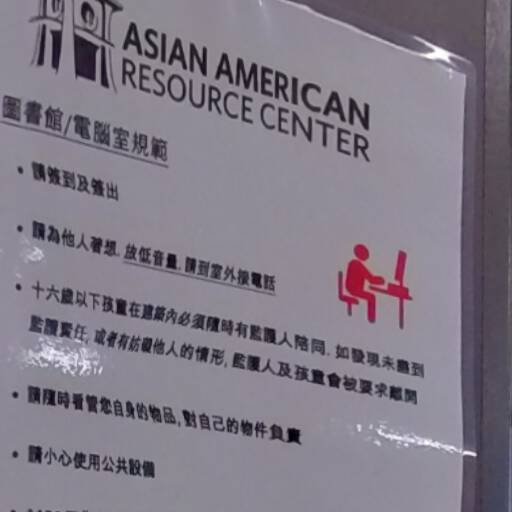 ASIAN AMERICAN
RESOURCE CENTER
圖書館/電腦室規範
• 請簽到及簽出
• 請為他人著想, 放低音量, 請到室外接電話
• 十六歲以下孩童在建築內必須隨時有監護人陪同, 如發現未盡到
監護責任, 或者有妨礙他人的情形, 監護人及孩童會被要求離開
• 請隨時看管您自身的物品, 對自己的物件負責
• 請小心使用公共設備